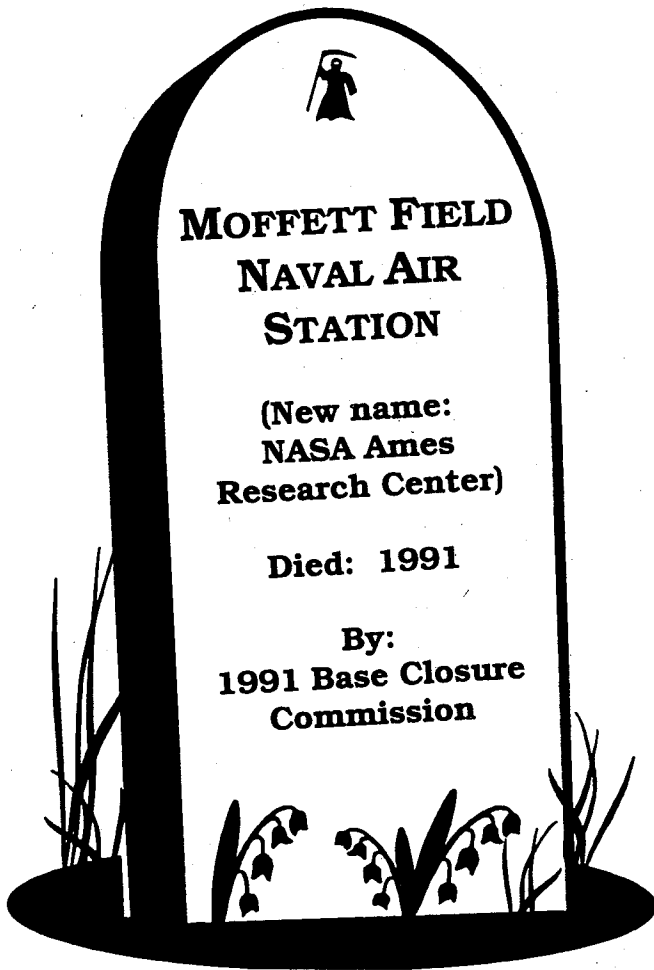 MOFFETT FIELD
NAVAL AIR
STATION
(New name:
NASA Ames
Research Center)
Died: 1991
By:
1991 Base Closure
Commission